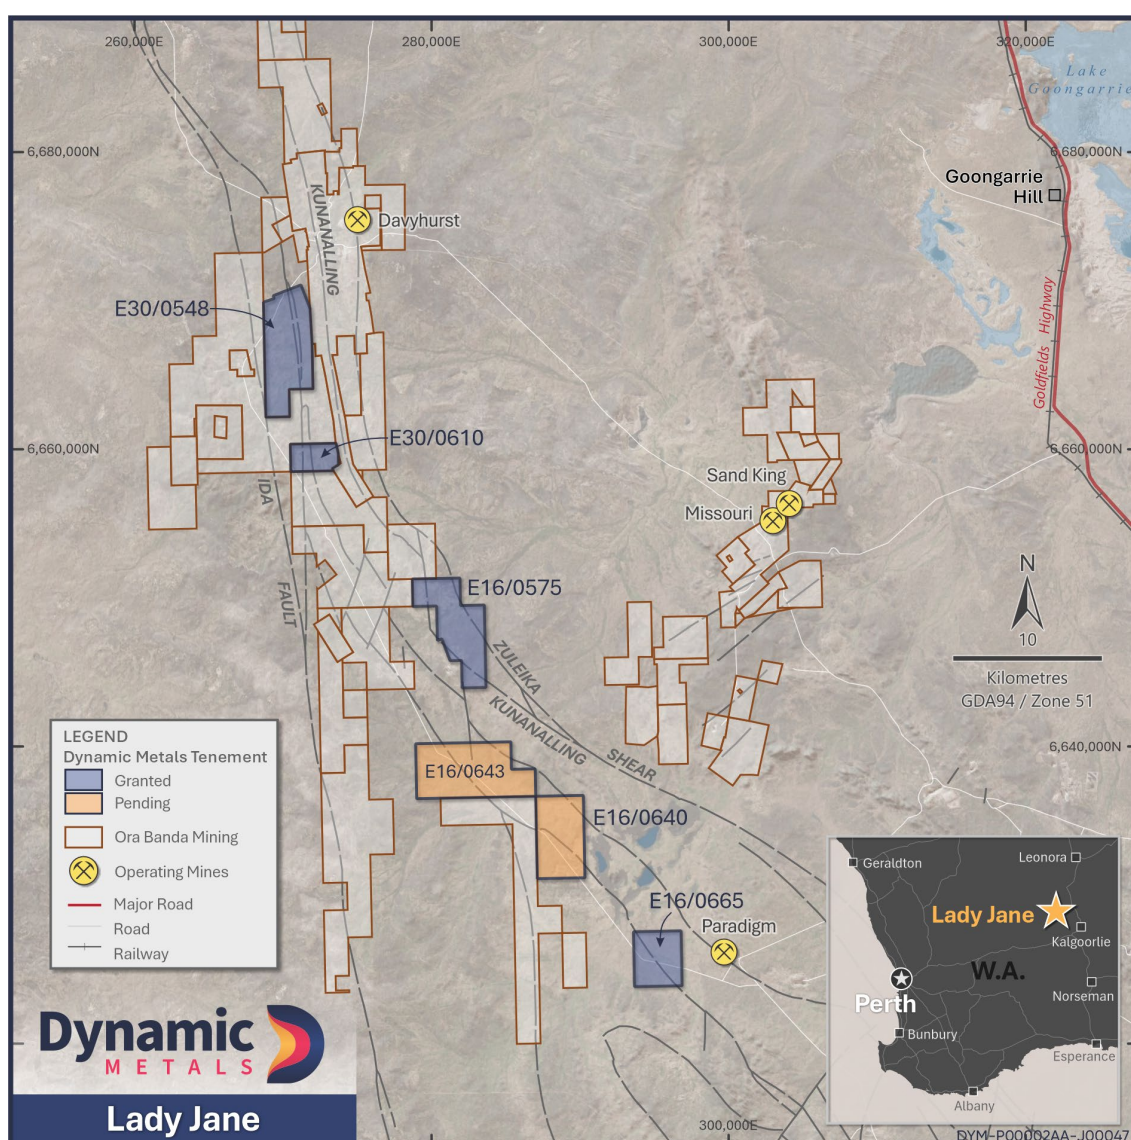 260,000E
280,000E
300,000E
320,000E
Lake
Goongarrie
6,680,000N
6,680,000N
Goongarrie
Hill
KUNANALLING
Davyhurst
E30/0548
Goldfields Highway
6,660,000N
6,660,000N
E30/0610
IDA
FAULT
Sand King
Missouri
N
10
Kilometres
GDA94 / Zone 51
E16/0575
ZULEIKA
SHEAR
KUNANALLING
6,640,000N
E16/0643
E16/0640
E16/0665
Paradigm
LEGEND
Dynamic Metals Tenement
Granted
Pending
Ora Banda Mining
Operating Mines
Major Road
Road
Railway
Geraldton
Leonora
Lady Jane
Kalgoorlie
W.A.
Perth
Norseman
Bunbury
Esperance
Albany
Dynamic
METALS
Lady Jane
300,000E
DYM-P00002AA-J00047